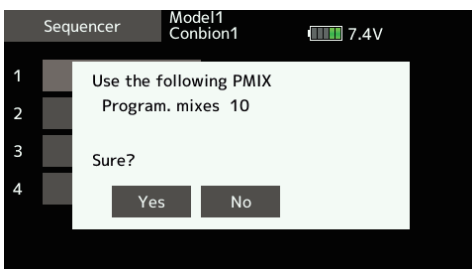 Sequencer
Model1
Conbion1
7.4V
1
2
3
4
Use the following PMIX
Program. mixes 10
Sure?
Yes No